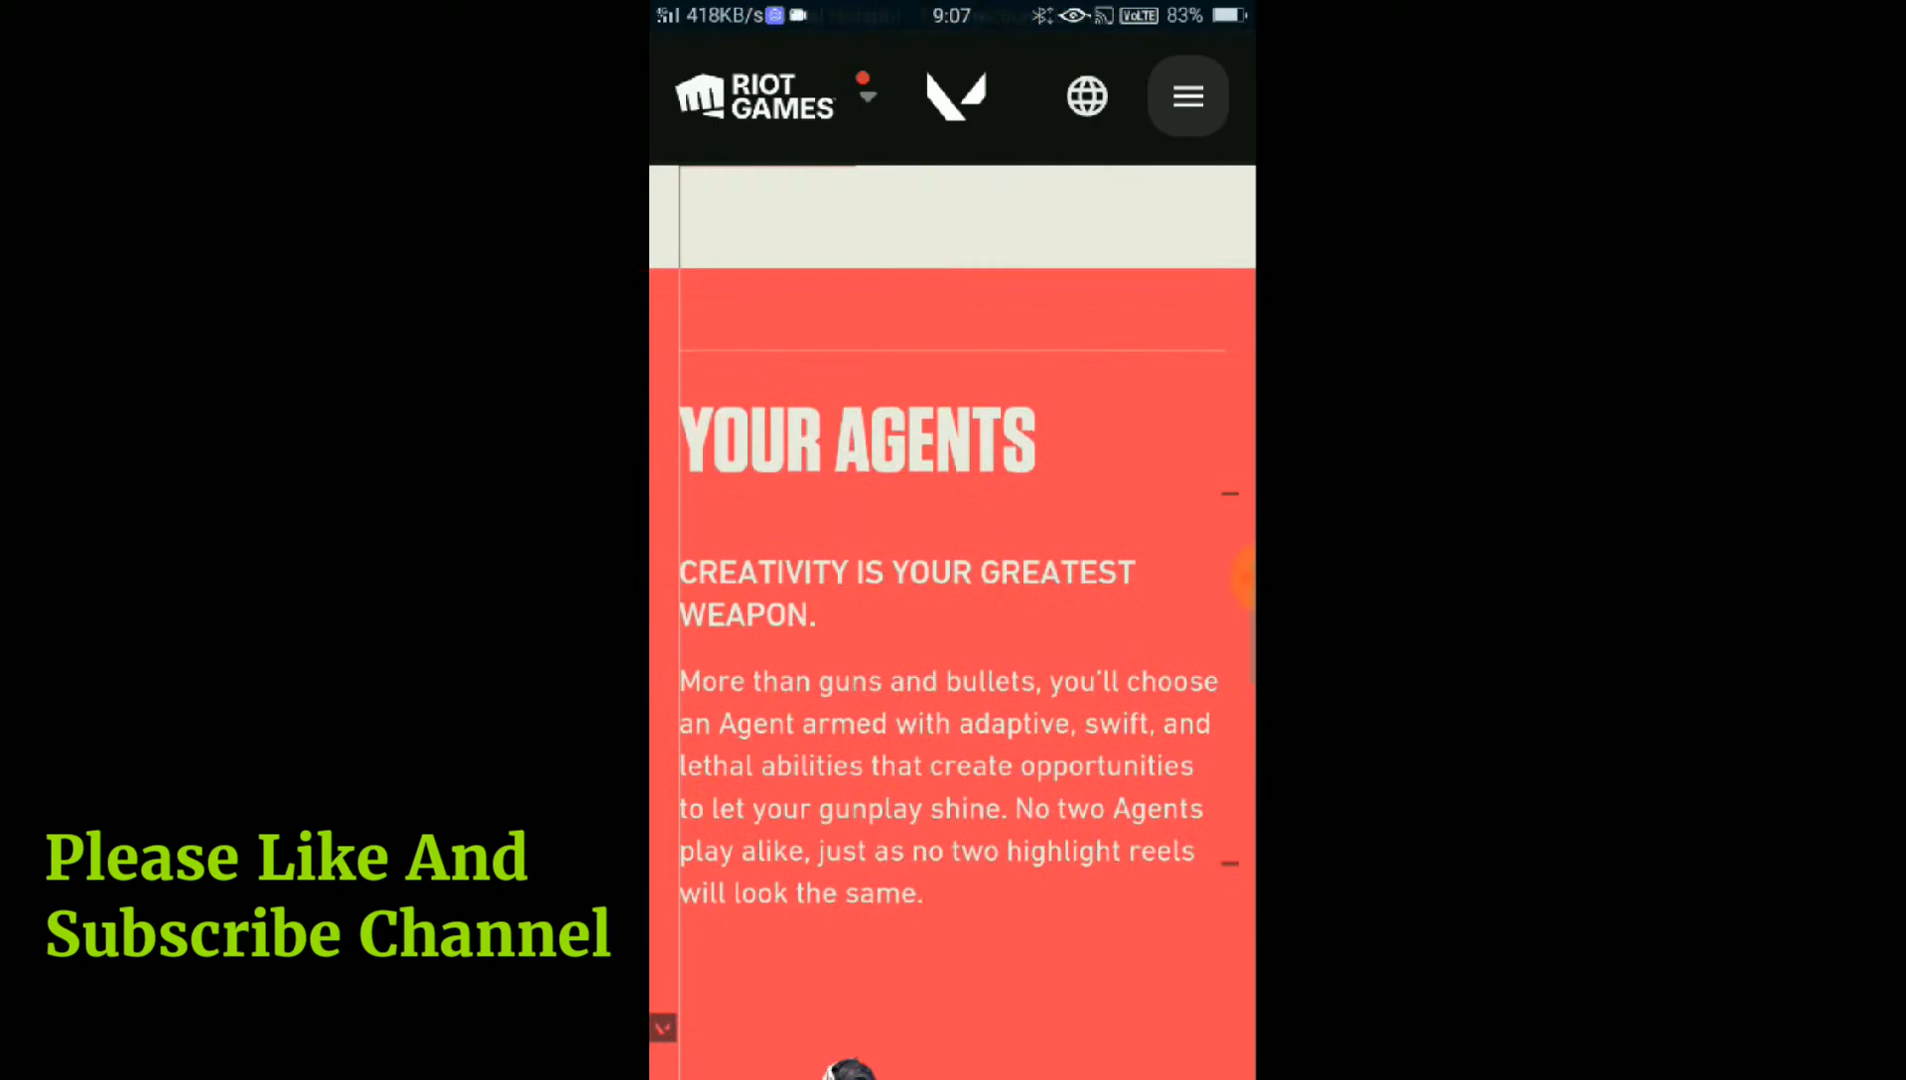 418KB/s 9:07 VoLTE 83%
RIOT
GAMES
YOUR AGENTS
CREATIVITY IS YOUR GREATEST
WEAPON.
More than guns and bullets, you'll choose
an Agent armed with adaptive, swift, and
lethal abilities that create opportunities
to let your gunplay shine. No two Agents
play alike, just as no two highlight reels
will look the same.
Please Like And
Subscribe Channel